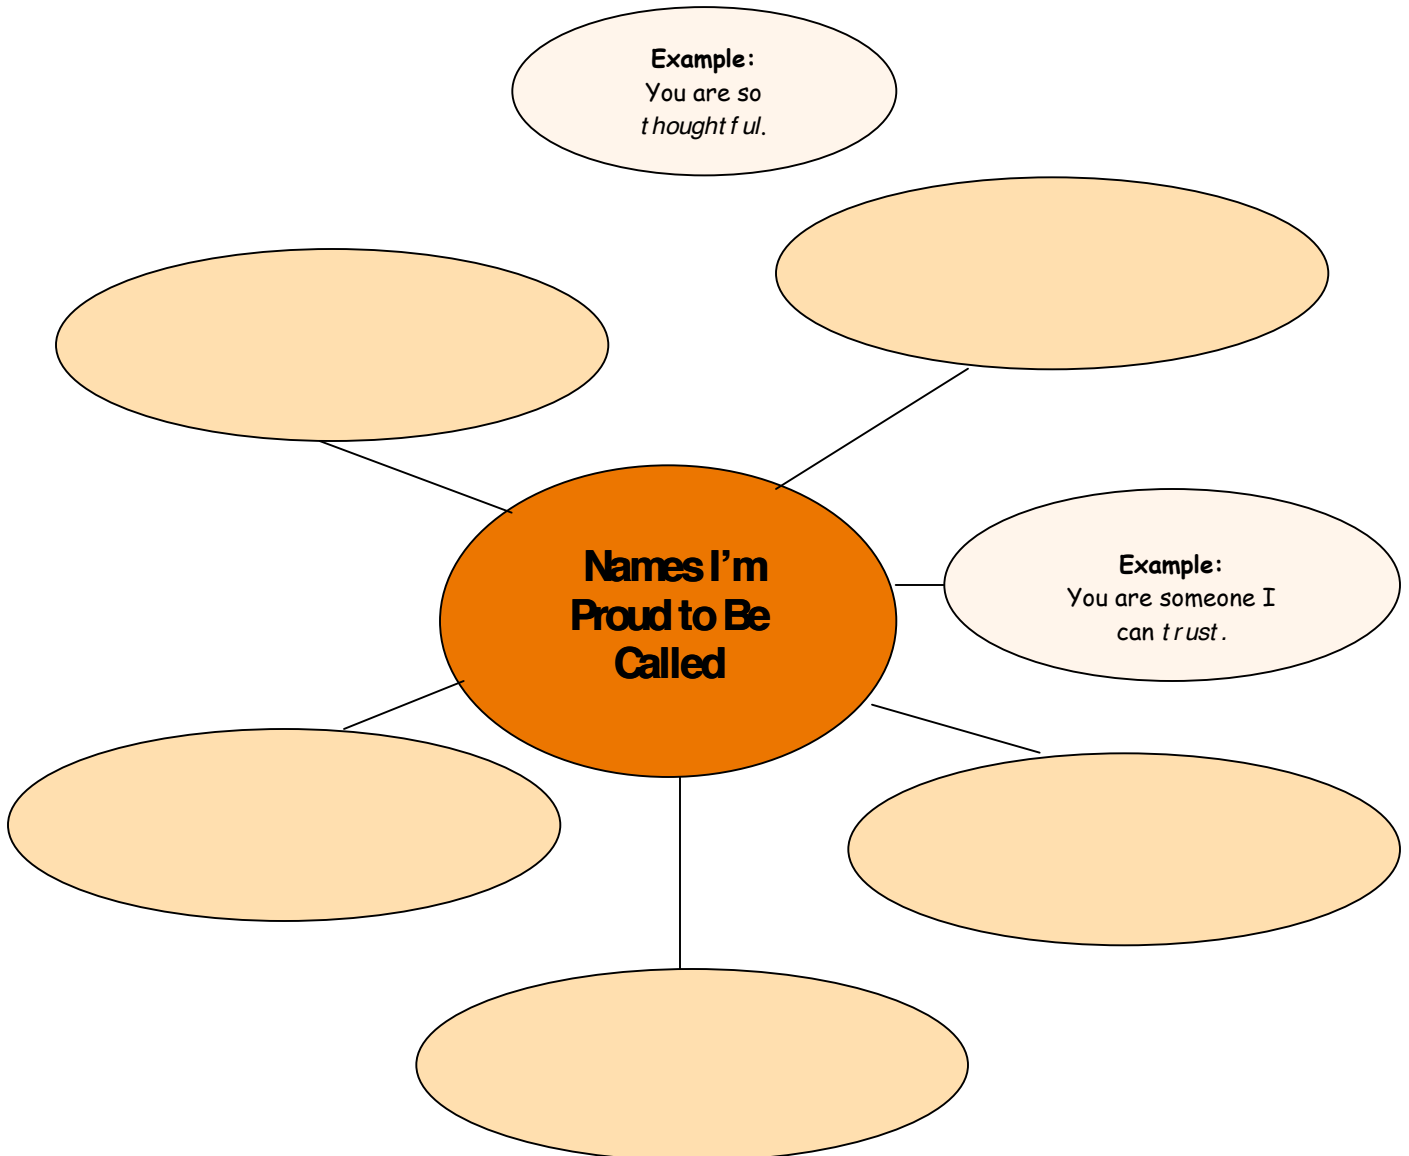 Example:
You are so
thoughtful.
Names I'm
Proud to Be
Called
Example:
You are someone I
can trust.